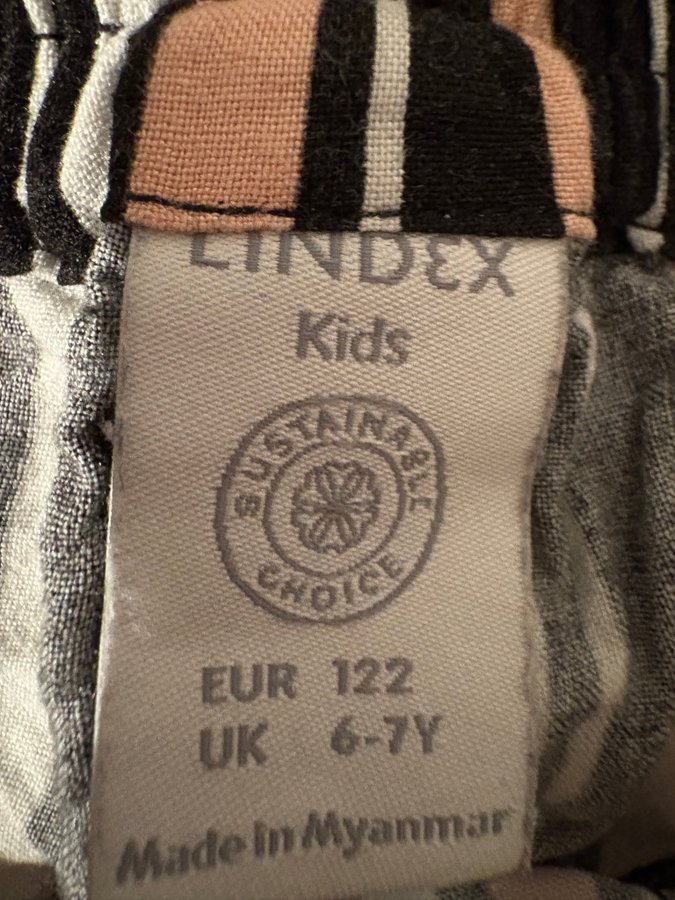 LINDEX
Kids
SUSTAINABLE
CHOICE
EUR 122
UK 6-7Y
Made in Myanmar